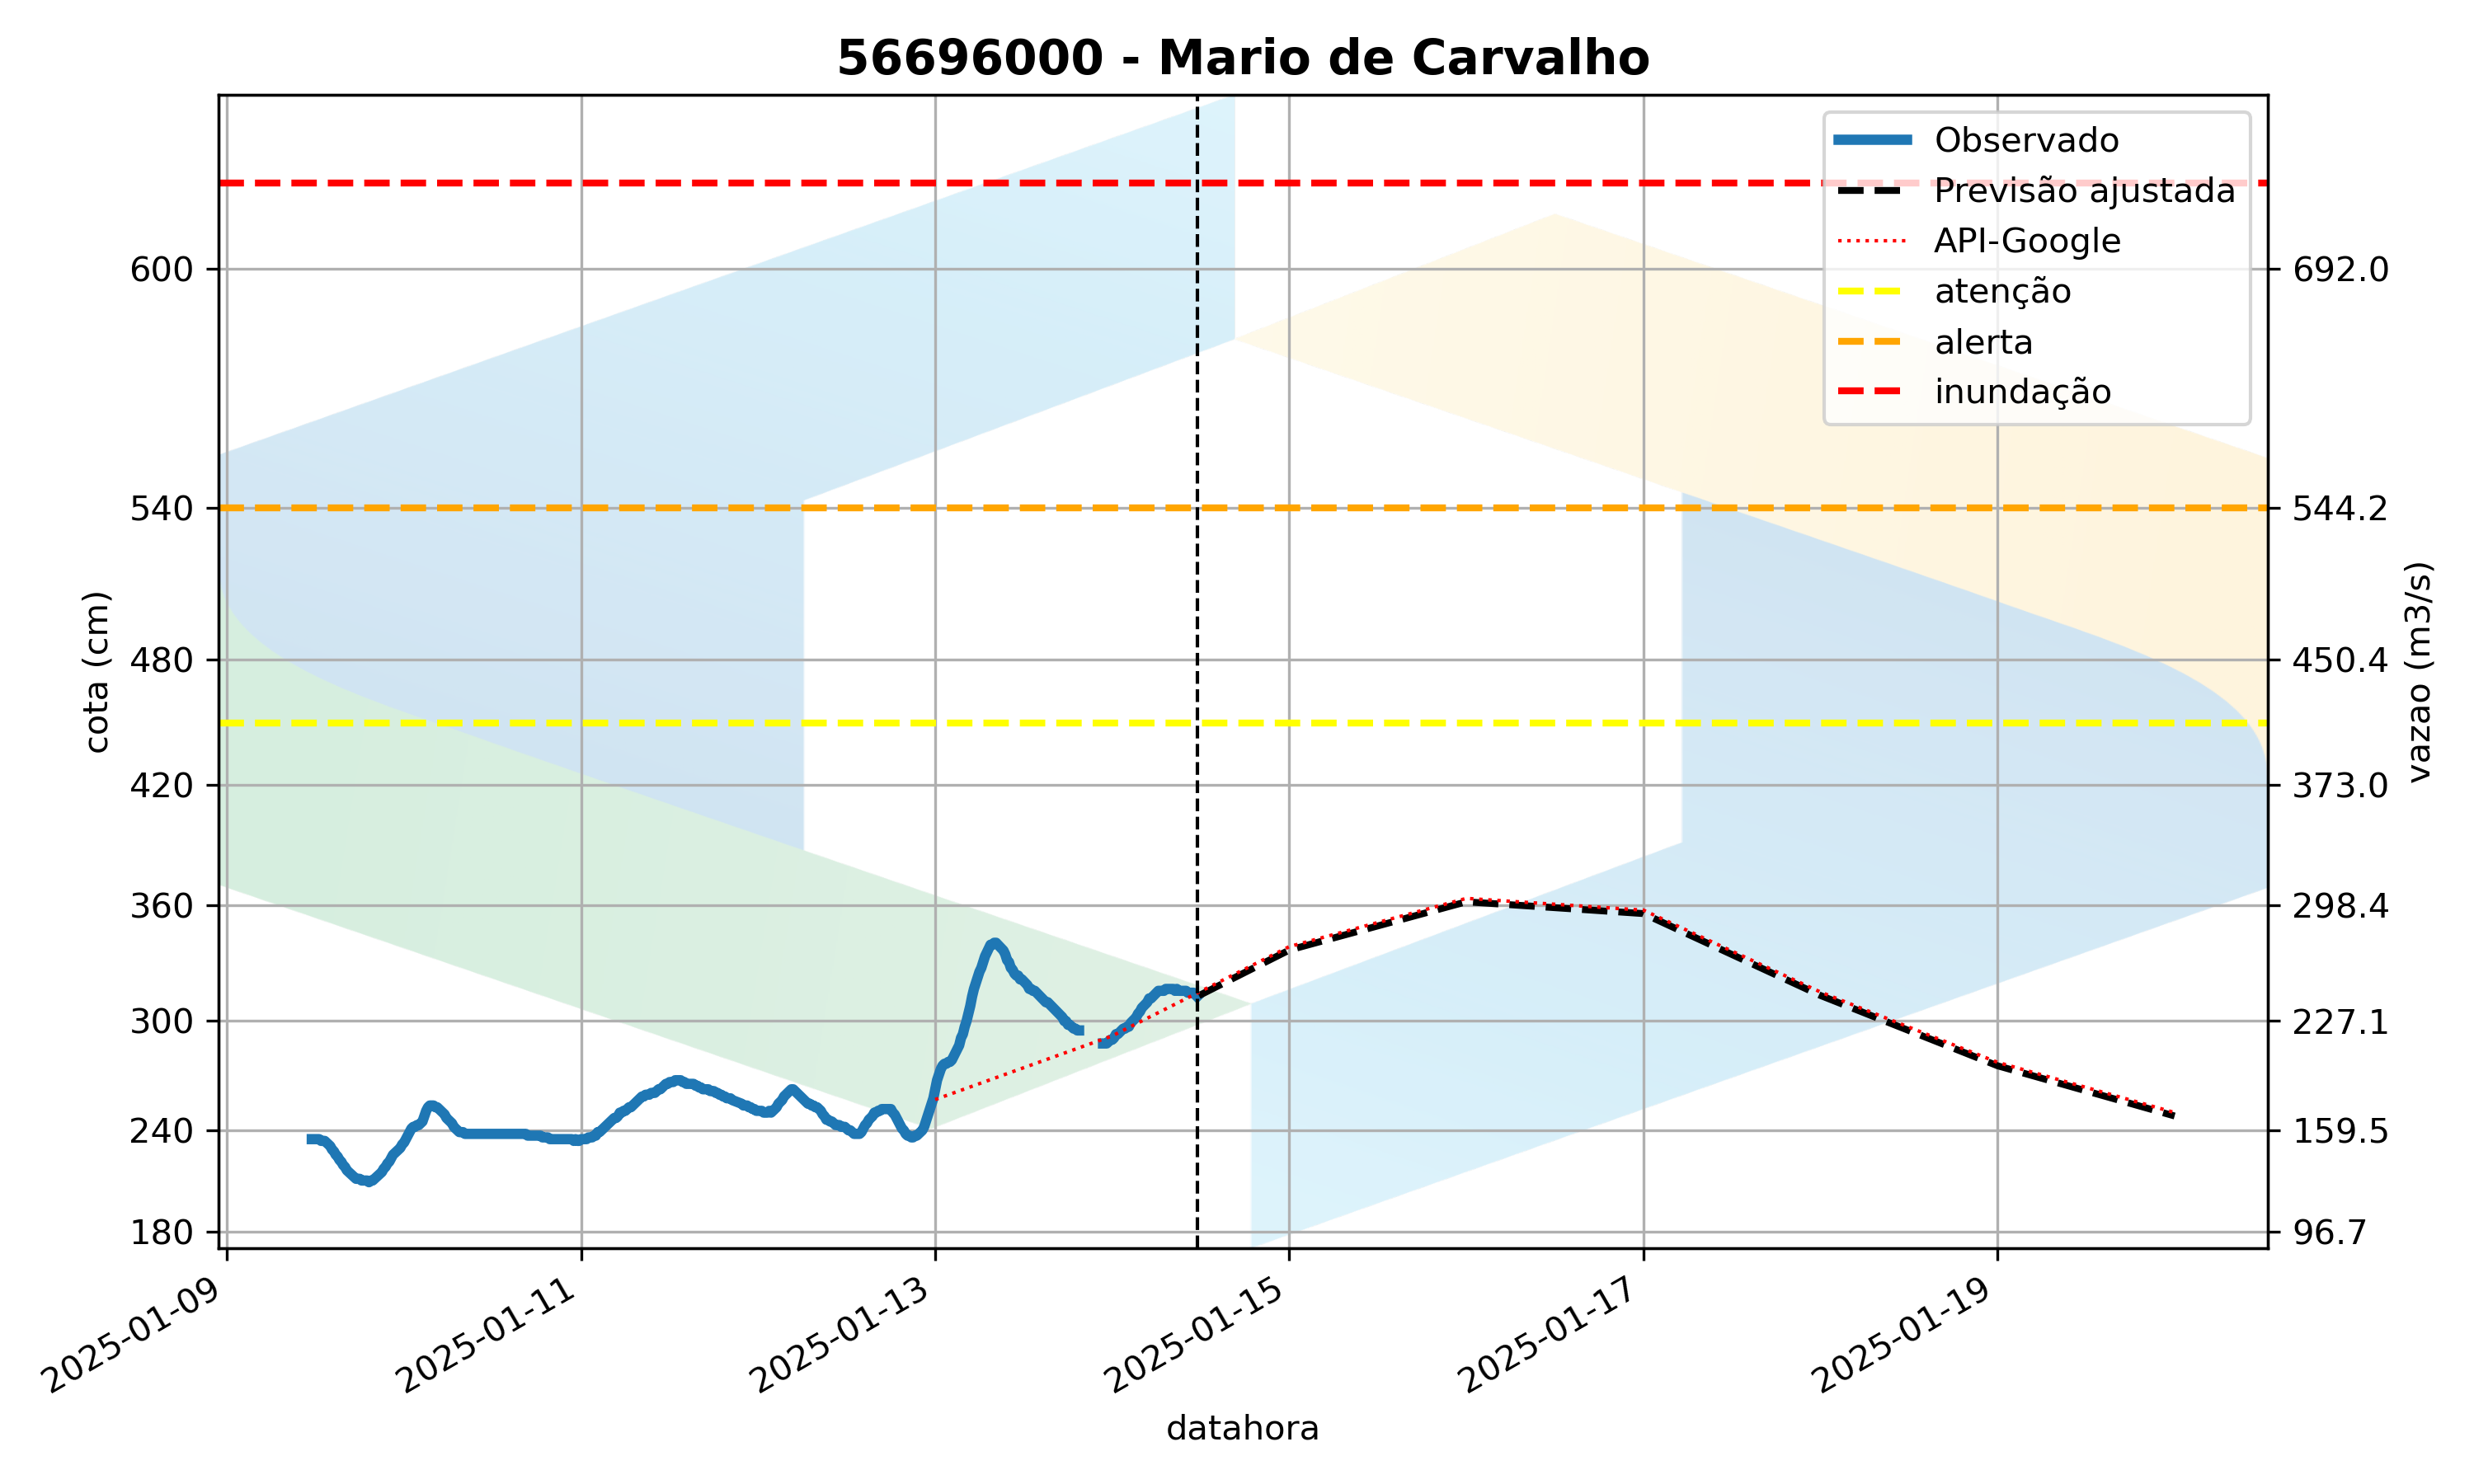 56696000 - Mario de Carvalho
Observado
Previsão ajustada
API-Google
atenção
alerta
inundação
600
540
480
420
360
300
240
180
cota (cm)
692.0
544.2
450.4
373.0
298.4
227.1
159.5
96.7
vazao (m3/s)
2025-01-09
2025-01-11
2025-01-13
2025-01-15
2025-01-17
2025-01-19
datahora